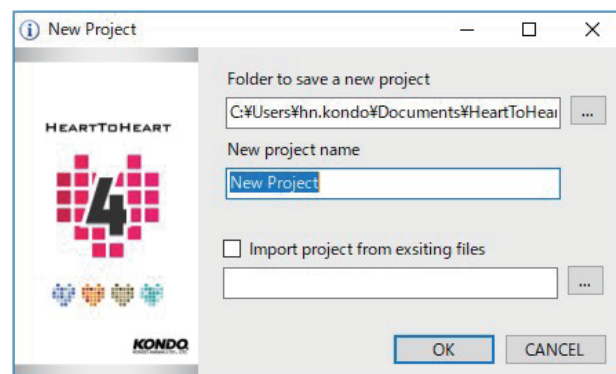 New Project
Folder to save a new project
C:¥Users¥hn.kondo¥Documents¥HeartToHear
...
HEARTTOHEART
4
New project name
New Project
Import project from exsiting files
...
KONDO
OK
CANCEL